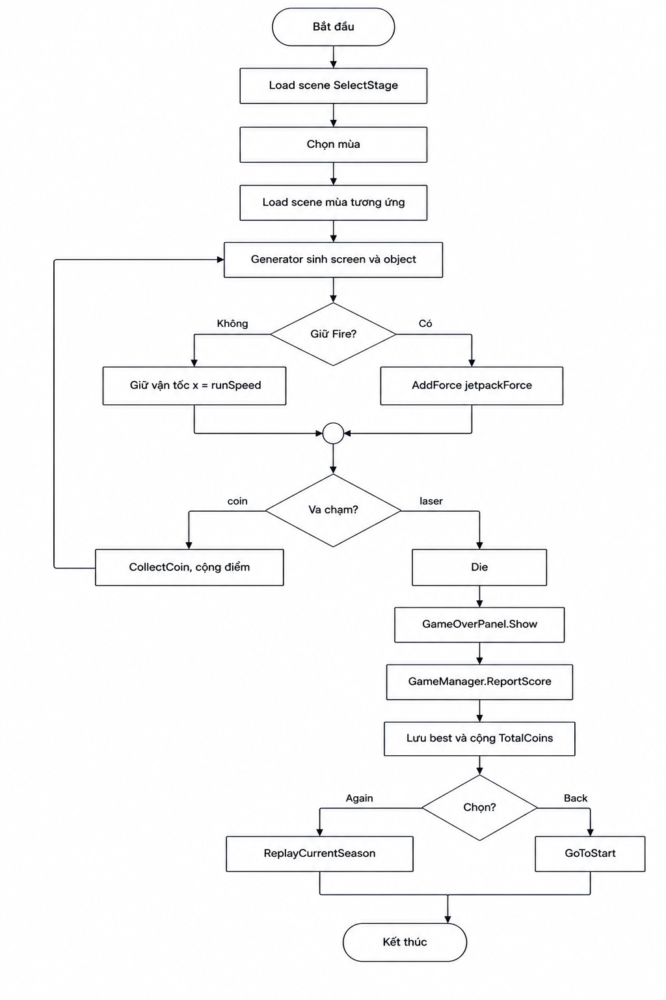 Bắt đầu
Load scene SelectStage
Chọn mùa
Load scene mùa tương ứng
Generator sinh screen và object
Không
Giữ Fire?
Có
Giữ vận tốc x = runSpeed
AddForce jetpackForce
coin
Va chạm?
laser
CollectCoin, cộng điểm
Die
GameOverPanel.Show
GameManager.ReportScore
Lưu best và cộng TotalCoins
Again
Chọn?
Back
ReplayCurrentSeason
GoToStart
Kết thúc